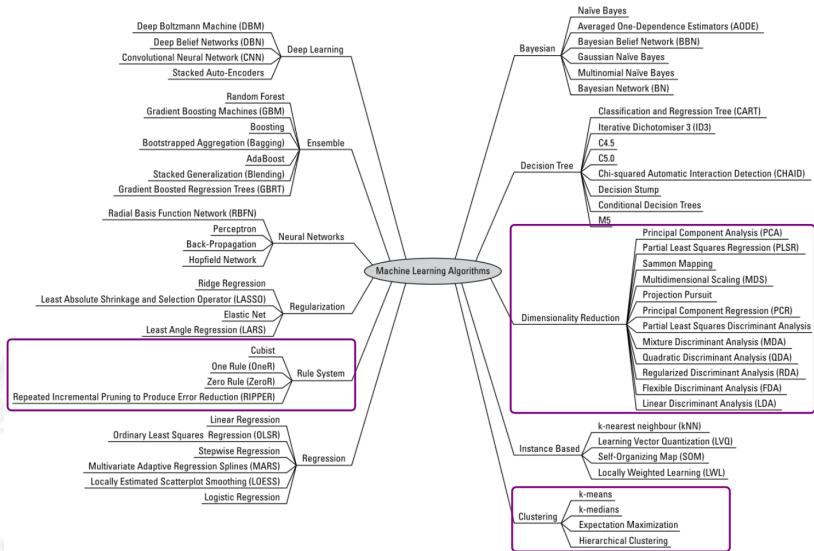 Deep Boltzmann Machine (DBM)
Deep Belief Networks (DBN)
Convolutional Neural Network (CNN)
Stacked Auto-Encoders
Deep Learning
Random Forest
Gradient Boosting Machines (GBM)
Boosting
Bootstrapped Aggregation (Bagging)
AdaBoost
Stacked Generalization (Blending)
Gradient Boosted Regression Trees (GBRT)
Ensemble
Radial Basis Function Network (RBFN)
Perceptron
Back-Propagation
Hopfield Network
Neural Networks
Ridge Regression
Least Absolute Shrinkage and Selection Operator (LASSO)
Elastic Net
Least Angle Regression (LARS)
Regularization
Cubist
One Rule (OneR)
Zero Rule (ZeroR)
Repeated Incremental Pruning to Produce Error Reduction (RIPPER)
Rule System
Linear Regression
Ordinary Least Squares Regression (OLSR)
Stepwise Regression
Multivariate Adaptive Regression Splines (MARS)
Locally Estimated Scatterplot Smoothing (LOESS)
Logistic Regression
Regression
Machine Learning Algorithms
Bayesian
Naïve Bayes
Averaged One-Dependence Estimators (AODE)
Bayesian Belief Network (BBN)
Gaussian Naïve Bayes
Multinomial Naïve Bayes
Bayesian Network (BN)
Decision Tree
Classification and Regression Tree (CART)
Iterative Dichotomiser 3 (ID3)
C4.5
C5.0
Chi-squared Automatic Interaction Detection (CHAID)
Decision Stump
Conditional Decision Trees
M5
Dimensionality Reduction
Principal Component Analysis (PCA)
Partial Least Squares Regression (PLSR)
Sammon Mapping
Multidimensional Scaling (MDS)
Projection Pursuit
Principal Component Regression (PCR)
Partial Least Squares Discriminant Analysis
Mixture Discriminant Analysis (MDA)
Quadratic Discriminant Analysis (QDA)
Regularized Discriminant Analysis (RDA)
Flexible Discriminant Analysis (FDA)
Linear Discriminant Analysis (LDA)
Instance Based
k-nearest neighbour (kNN)
Learning Vector Quantization (LVQ)
Self-Organizing Map (SOM)
Locally Weighted Learning (LWL)
Clustering
k-means
k-medians
Expectation Maximization
Hierarchical Clustering